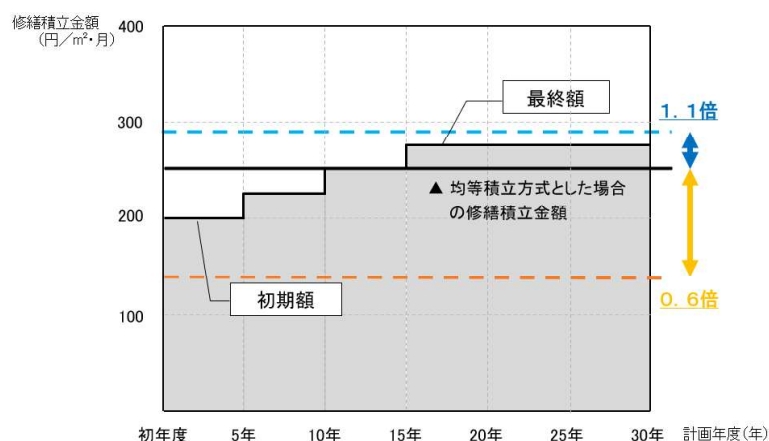 修繕積立金額
(円/㎡・月)
400
300
200
100
最終額
1.1倍
▲ 均等積立方式とした場合
の修繕積立金額
初期額
0.6倍
初年度 5年 10年 15年 20年 25年 30年 計画年度(年)